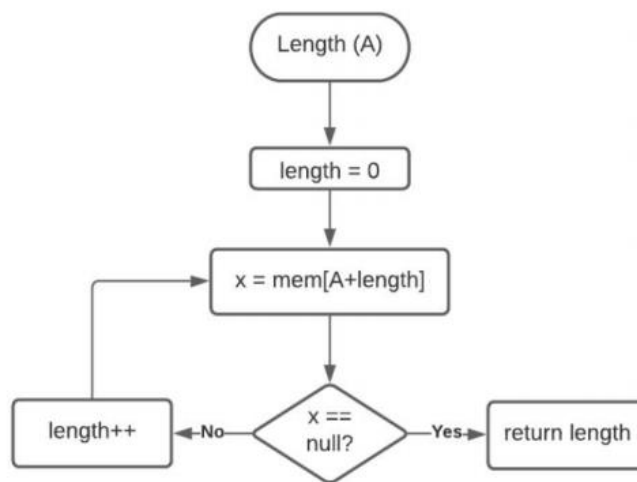 Length (A)
length = 0
x = mem[A+length]
x ==
null?
No
Yes
length++
return length